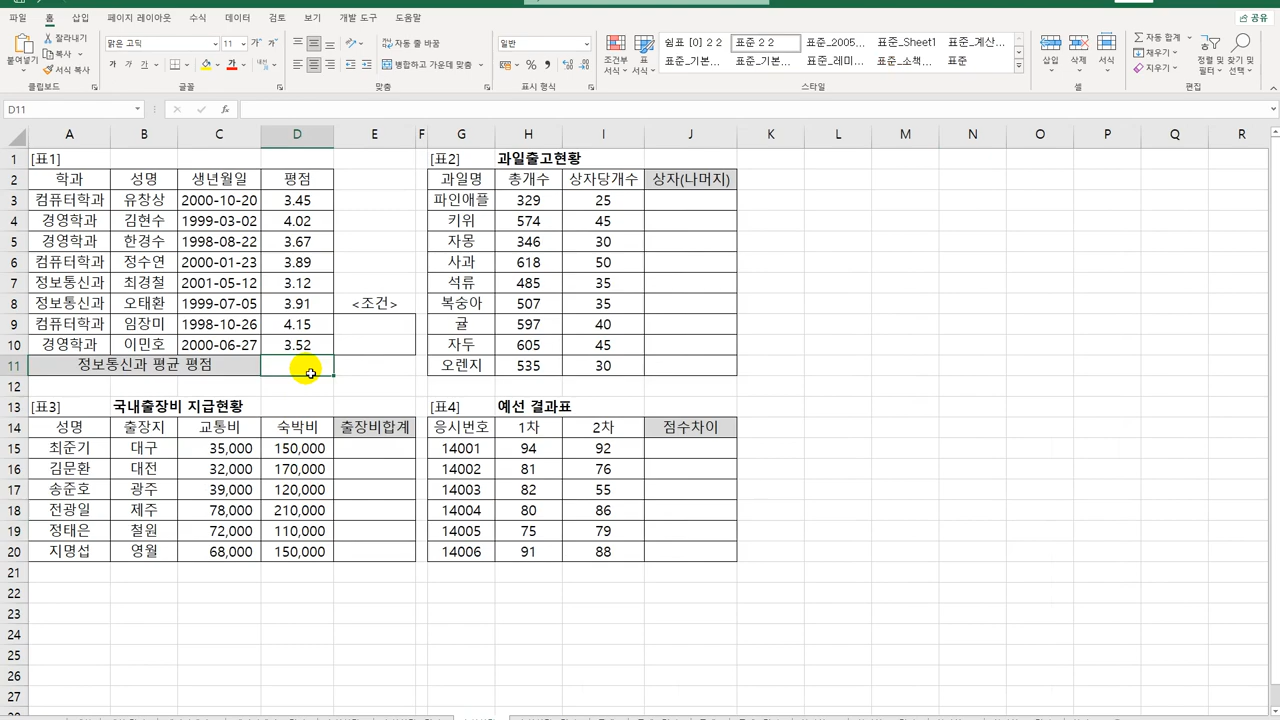 파일 홈 삽입 페이지 레이아웃 수식 데이터 검토 보기 개발 도구 도움말 공유
붙여넣기 잘라내기 복사 서식 복사
맑은 고딕 11 가 가 가 가 가
자동 줄 바꿈
병합하고 가운데 맞춤
일반
% 9
조건부 서식 표 서식
쉼표 [0] 2 2 표준 2 2 표준_2005... 표준_Sheet1 표준_계산...
표준_기본... 표준_기본... 표준_레미... 표준_소책... 표준
삽입 삭제 서식
자동 합계 채우기 지우기
정렬 및 필터 찾기 및 선택
클립보드 글꼴 맞춤 표시 형식 스타일 셀 편집
D11 fx
A B C D E F G H I J K L M N O P Q R
1 [표1] [표2] 과일출고현황
2 학과 성명 생년월일 평점 과일명 총개수 상자당개수 상자(나머지)
3 컴퓨터학과 유창상 2000-10-20 3.45 파인애플 329 25
4 경영학과 김현수 1999-03-02 4.02 키위 574 45
5 경영학과 한경수 1998-08-22 3.67 자몽 346 30
6 컴퓨터학과 정수연 2000-01-23 3.89 사과 618 50
7 정보통신과 최경철 2001-05-12 3.12 석류 485 35
8 정보통신과 오태환 1999-07-05 3.91 <조건> 복숭아 507 35
9 컴퓨터학과 임장미 1998-10-26 4.15 귤 597 40
10 경영학과 이민호 2000-06-27 3.52 자두 605 45
11 정보통신과 평균 평점 오렌지 535 30
12
13 [표3] 국내출장비 지급현황 [표4] 예선 결과표
14 성명 출장지 교통비 숙박비 출장비합계 응시번호 1차 2차 점수차이
15 최준기 대구 35,000 150,000 14001 94 92
16 김문환 대전 32,000 170,000 14002 81 76
17 송준호 광주 39,000 120,000 14003 82 55
18 전광일 제주 78,000 210,000 14004 80 86
19 정태은 철원 72,000 110,000 14005 75 79
20 지명섭 영월 68,000 150,000 14006 91 88
21
22
23
24
25
26
27